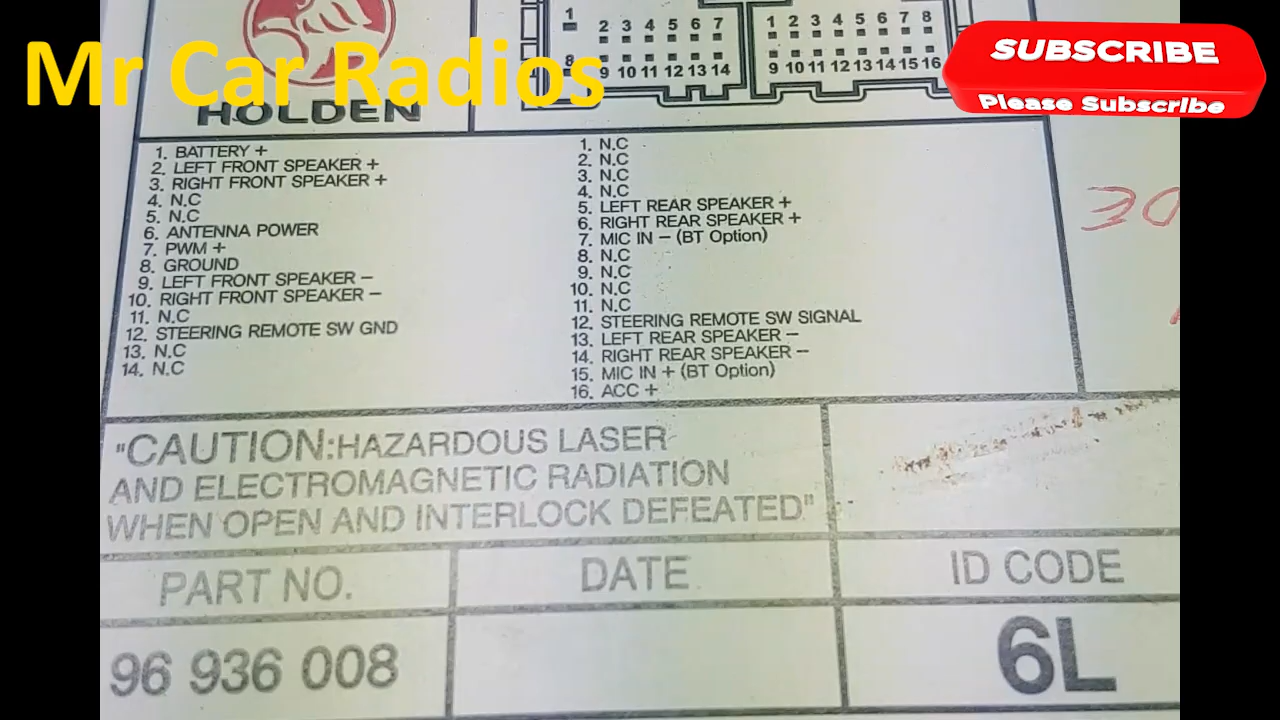 Mr Car Radios
HOLDEN
1 2 3 4 5 6 7
8 9 10 11 12 13 14
1 2 3 4 5 6 7 8
9 10 11 12 13 14 15 16
SUBSCRIBE
Please Subscribe
1. BATTERY +
2. LEFT FRONT SPEAKER +
3. RIGHT FRONT SPEAKER +
4. N.C
5. N.C
6. ANTENNA POWER
7. PWM +
8. GROUND
9. LEFT FRONT SPEAKER –
10. RIGHT FRONT SPEAKER –
11. N.C
12. STEERING REMOTE SW GND
13. N.C
14. N.C
1. N.C
2. N.C
3. N.C
4. N.C
5. LEFT REAR SPEAKER +
6. RIGHT REAR SPEAKER +
7. MIC IN – (BT Option)
8. N.C
9. N.C
10. N.C
11. N.C
12. STEERING REMOTE SW SIGNAL
13. LEFT REAR SPEAKER –
14. RIGHT REAR SPEAKER –
15. MIC IN + (BT Option)
16. ACC +
"CAUTION:HAZARDOUS LASER
AND ELECTROMAGNETIC RADIATION
WHEN OPEN AND INTERLOCK DEFEATED"
PART NO.
DATE
ID CODE
96 936 008
6L